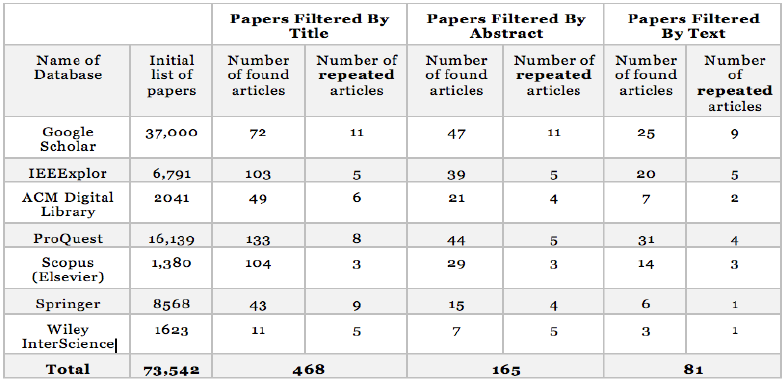 Papers Filtered By Title Papers Filtered By Abstract Papers Filtered By Text
Name of Database Initial list of papers Number of found articles Number of repeated articles Number of found articles Number of repeated articles Number of found articles Number of repeated articles
Google Scholar 37,000 72 11 47 11 25 9
IEEExplor 6,791 103 5 39 5 20 5
ACM Digital Library 2041 49 6 21 4 7 2
ProQuest 16,139 133 8 44 5 31 4
Scopus (Elsevier) 1,380 104 3 29 3 14 3
Springer 8568 43 9 15 4 6 1
Wiley InterScience 1623 11 5 7 5 3 1
Total 73,542 468 165 81